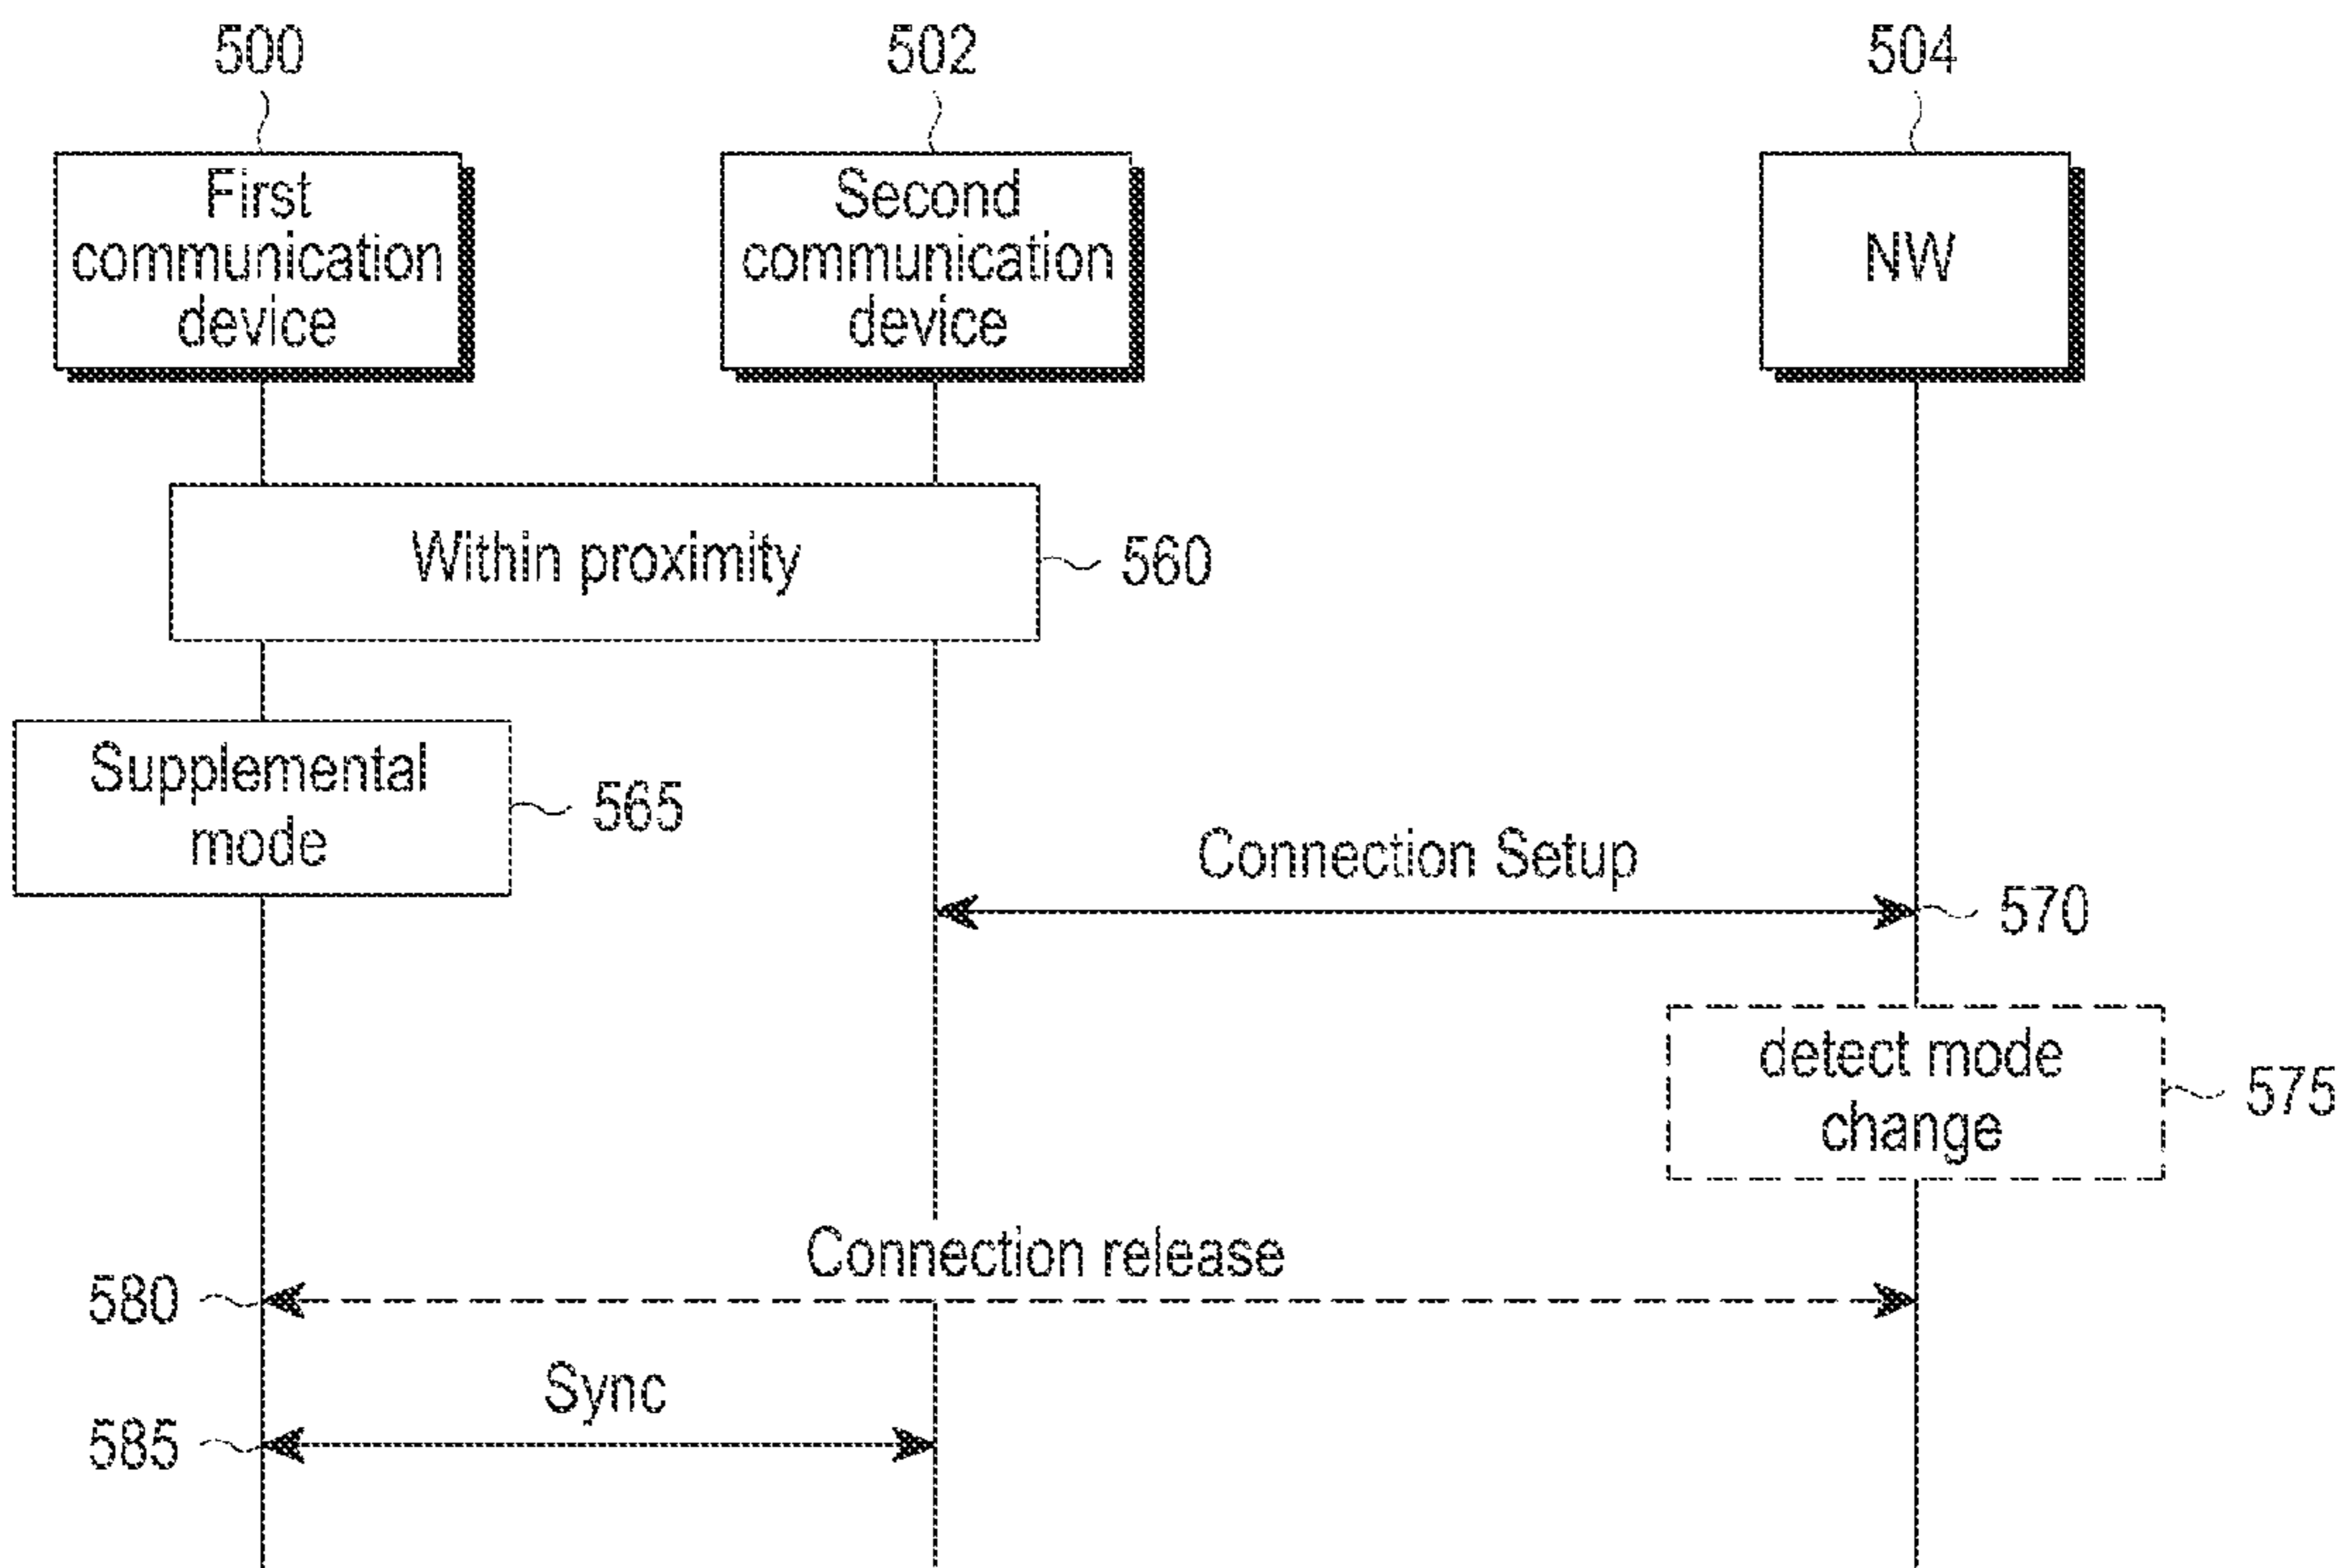 500
502
504
First
communication
device
Second
communication
device
NW
Within proximity
560
Supplemental
mode
565
Connection Setup
570
detect mode
change
575
Connection release
580
Sync
585